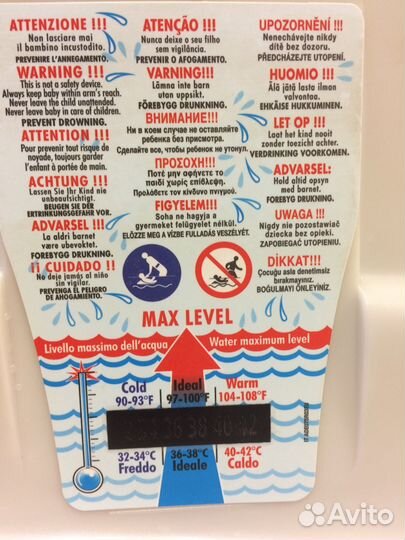 ATTENZIONE !!!
Non lasciare mai
il bambino incustodito.
PREVENIRE L'ANNEGAMENTO.
WARNING !!!
This is not a safety device.
Always keep baby within arm's reach.
Never leave the child unattended.
Never leave baby in care of children.
PREVENT DROWNING.
ATTENTION !!!
Pour prevenir tout risque de
noyade, toujours garder
l'enfant à portée de main.
ACHTUNG !!!
Lassen Sie Ihr Kind nie
unbeaufsichtigt.
BEUGEN SIE DER
ERTRINKUNGSGEFAHR VOR.
ADVARSEL !!!
La aldri barnet
være ubevoktet.
FOREBYGG DRUKNING.
¡¡ CUIDADO !!
No deje jamás al niño
sin vigilar.
PREVENGA EL PELIGRO
DE AHOGAMIENTO.
ATENÇÃO !!!
Nunca deixe o seu filho
sem vigilância.
PREVENIR O AFOGAMENTO.
VARNING!!!
Lämna inte barn
utan uppsikt.
FÖREBYGG DRUNKNING.
ВНИМАНИЕ!!!
Ни в коем случае не оставляйте
ребенка без присмотра.
Сделайте все, чтобы ребенок не утонул.
ΠΡΟΣΟΧΗ!!!
Ποτέ μην αφήνετε το
παιδί χωρίς επίβλεψη.
Προλάβετε τον κίνδυνο πνιγμού.
FIGYELEM!!!
Soha ne hagyja a
gyermeket felügyelet nélkül.
ELŐZZE MEG A VÍZBE FULLADÁS VESZÉLYÉT.
UPOZORNĚNÍ !!!
Nenechávejte nikdy
dítě bez dozoru.
PŘEDCHÁZEJTE UTOPENÍ.
HUOMIO !!!
Älä jätä lasta ilman
valvontaa.
EHKÄISE HUKKUMINEN.
LET OP !!!
Laat het kind nooit
zonder toezicht achter.
VERDRINKING VOORKOMEN.
ADVARSEL:
Hold altid opsyn
med barnet.
FOREBYG DRUKNING.
UWAGA !!!
Nigdy nie pozostawiać
dziecka bez opieki.
ZAPOBIEGAĆ UTOPIENIU.
DİKKAT!!!
Çocuğu asla denetimsiz
bırakmayınız.
BOĞULMAYI ÖNLEYİNİZ.
MAX LEVEL
Livello massimo dell'acqua
Water maximum level
Cold
90-93°F
Ideal
97-100°F
Warm
104-108°F
36 38 40 42
32-34°C
Freddo
36-38°C
Ideale
40-42°C
Caldo
Avito